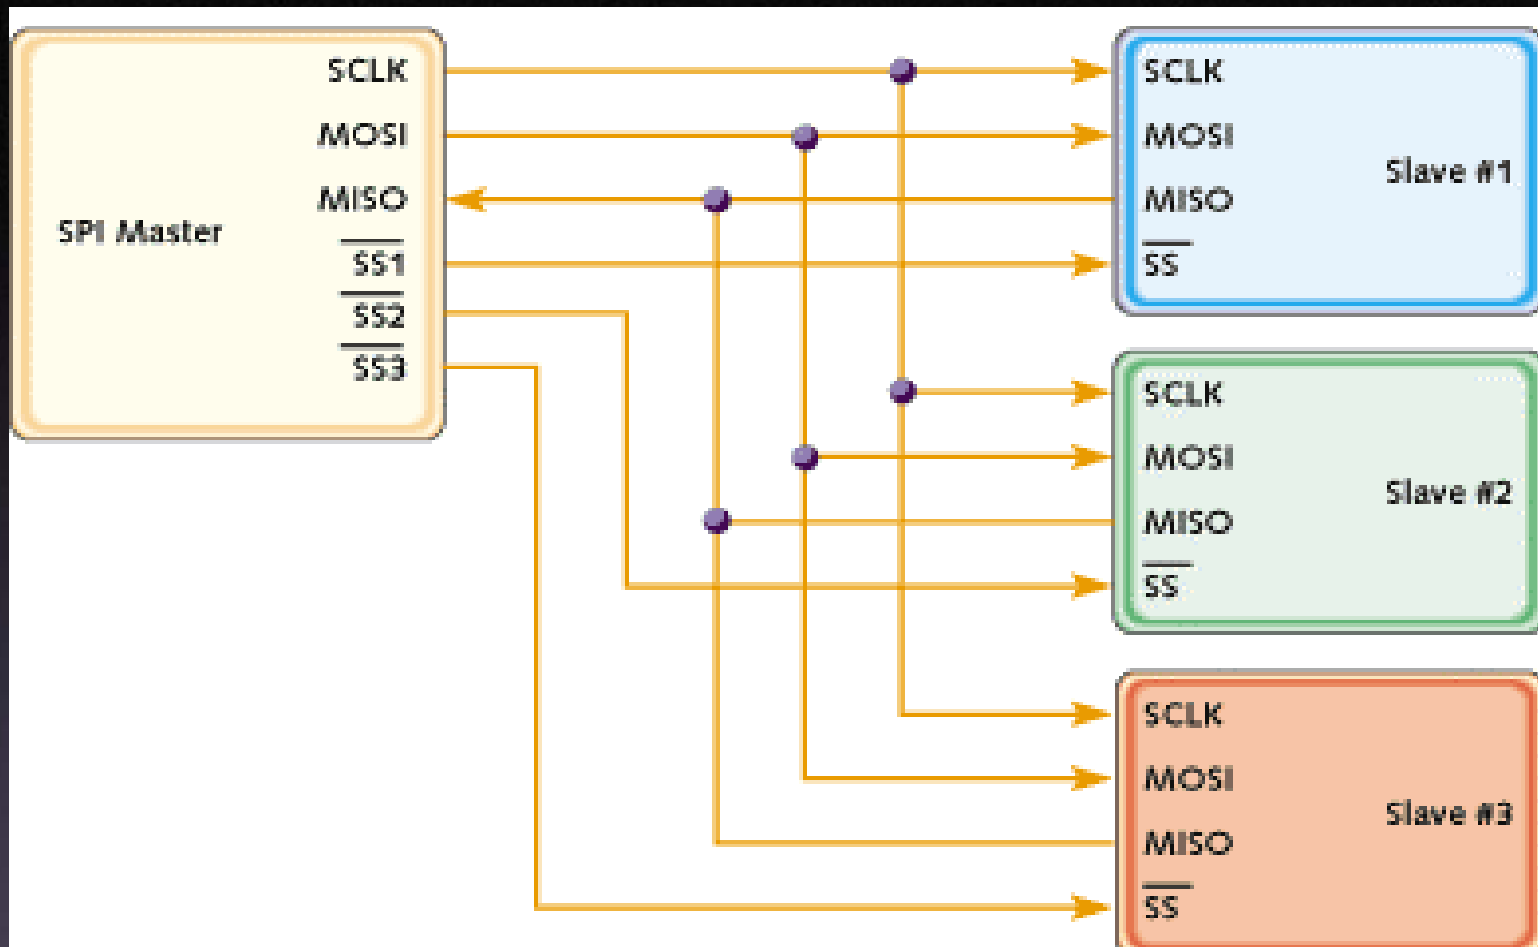 SPI Master
SCLK
MOSI
MISO
SS1
SS2
SS3
SCLK
MOSI
MISO
SS
Slave #1
SCLK
MOSI
MISO
SS
Slave #2
SCLK
MOSI
MISO
SS
Slave #3